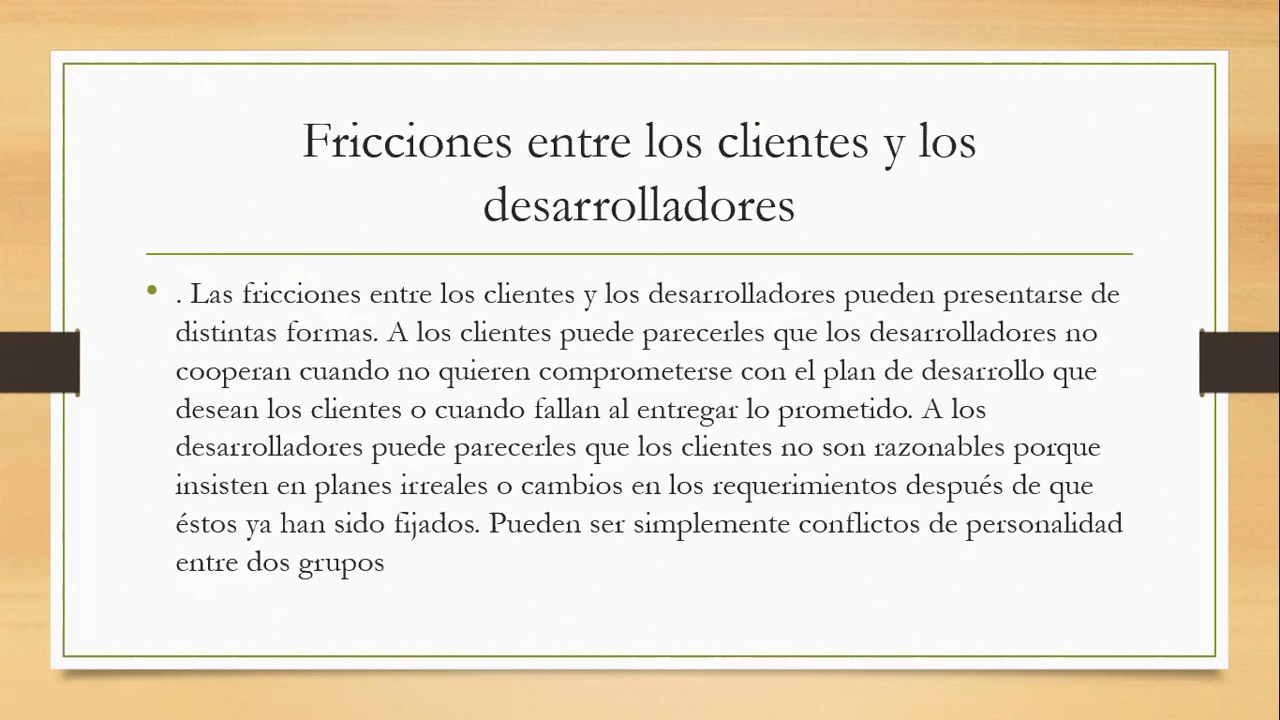 Fricciones entre los clientes y los
desarrolladores
• . Las fricciones entre los clientes y los desarrolladores pueden presentarse de
distintas formas. A los clientes puede parecerles que los desarrolladores no
cooperan cuando no quieren comprometerse con el plan de desarrollo que
desean los clientes o cuando fallan al entregar lo prometido. A los
desarrolladores puede parecerles que los clientes no son razonables porque
insisten en planes irreales o cambios en los requerimientos después de que
éstos ya han sido fijados. Pueden ser simplemente conflictos de personalidad
entre dos grupos